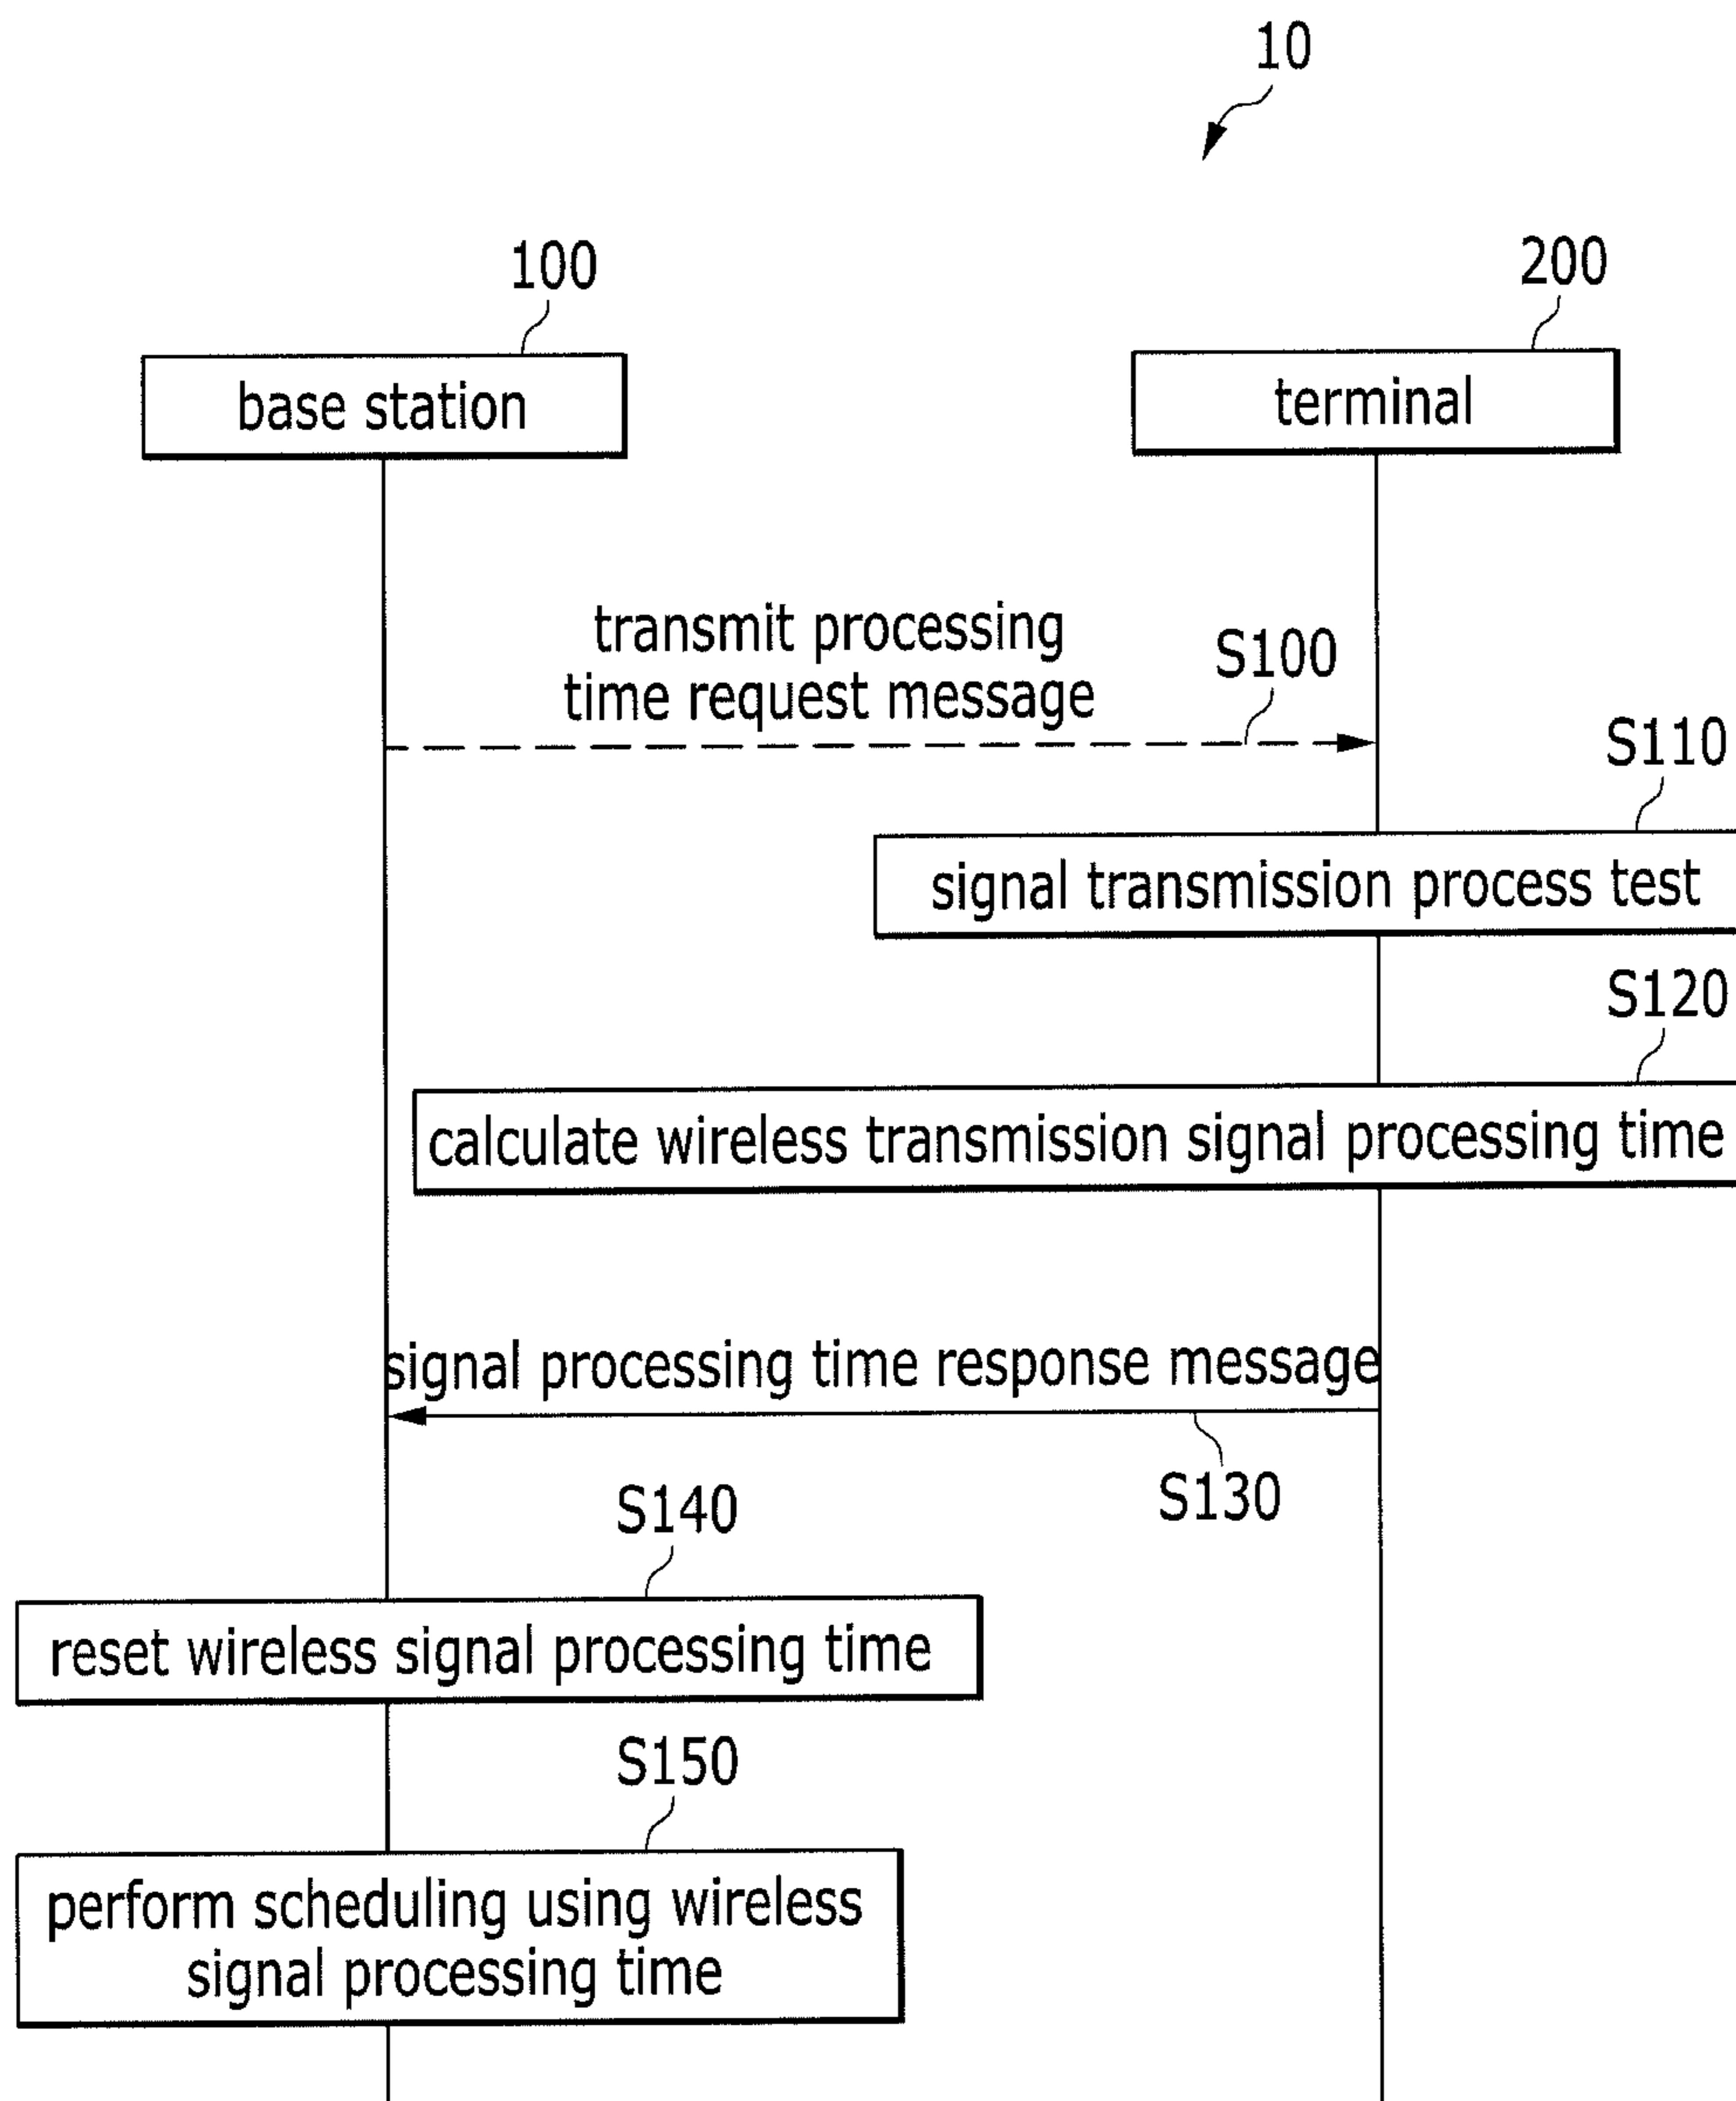 10
100
200
base station
terminal
transmit processing
time request message
S100
S110
signal transmission process test
S120
calculate wireless transmission signal processing time
signal processing time response message
S130
S140
reset wireless signal processing time
S150
perform scheduling using wireless
signal processing time